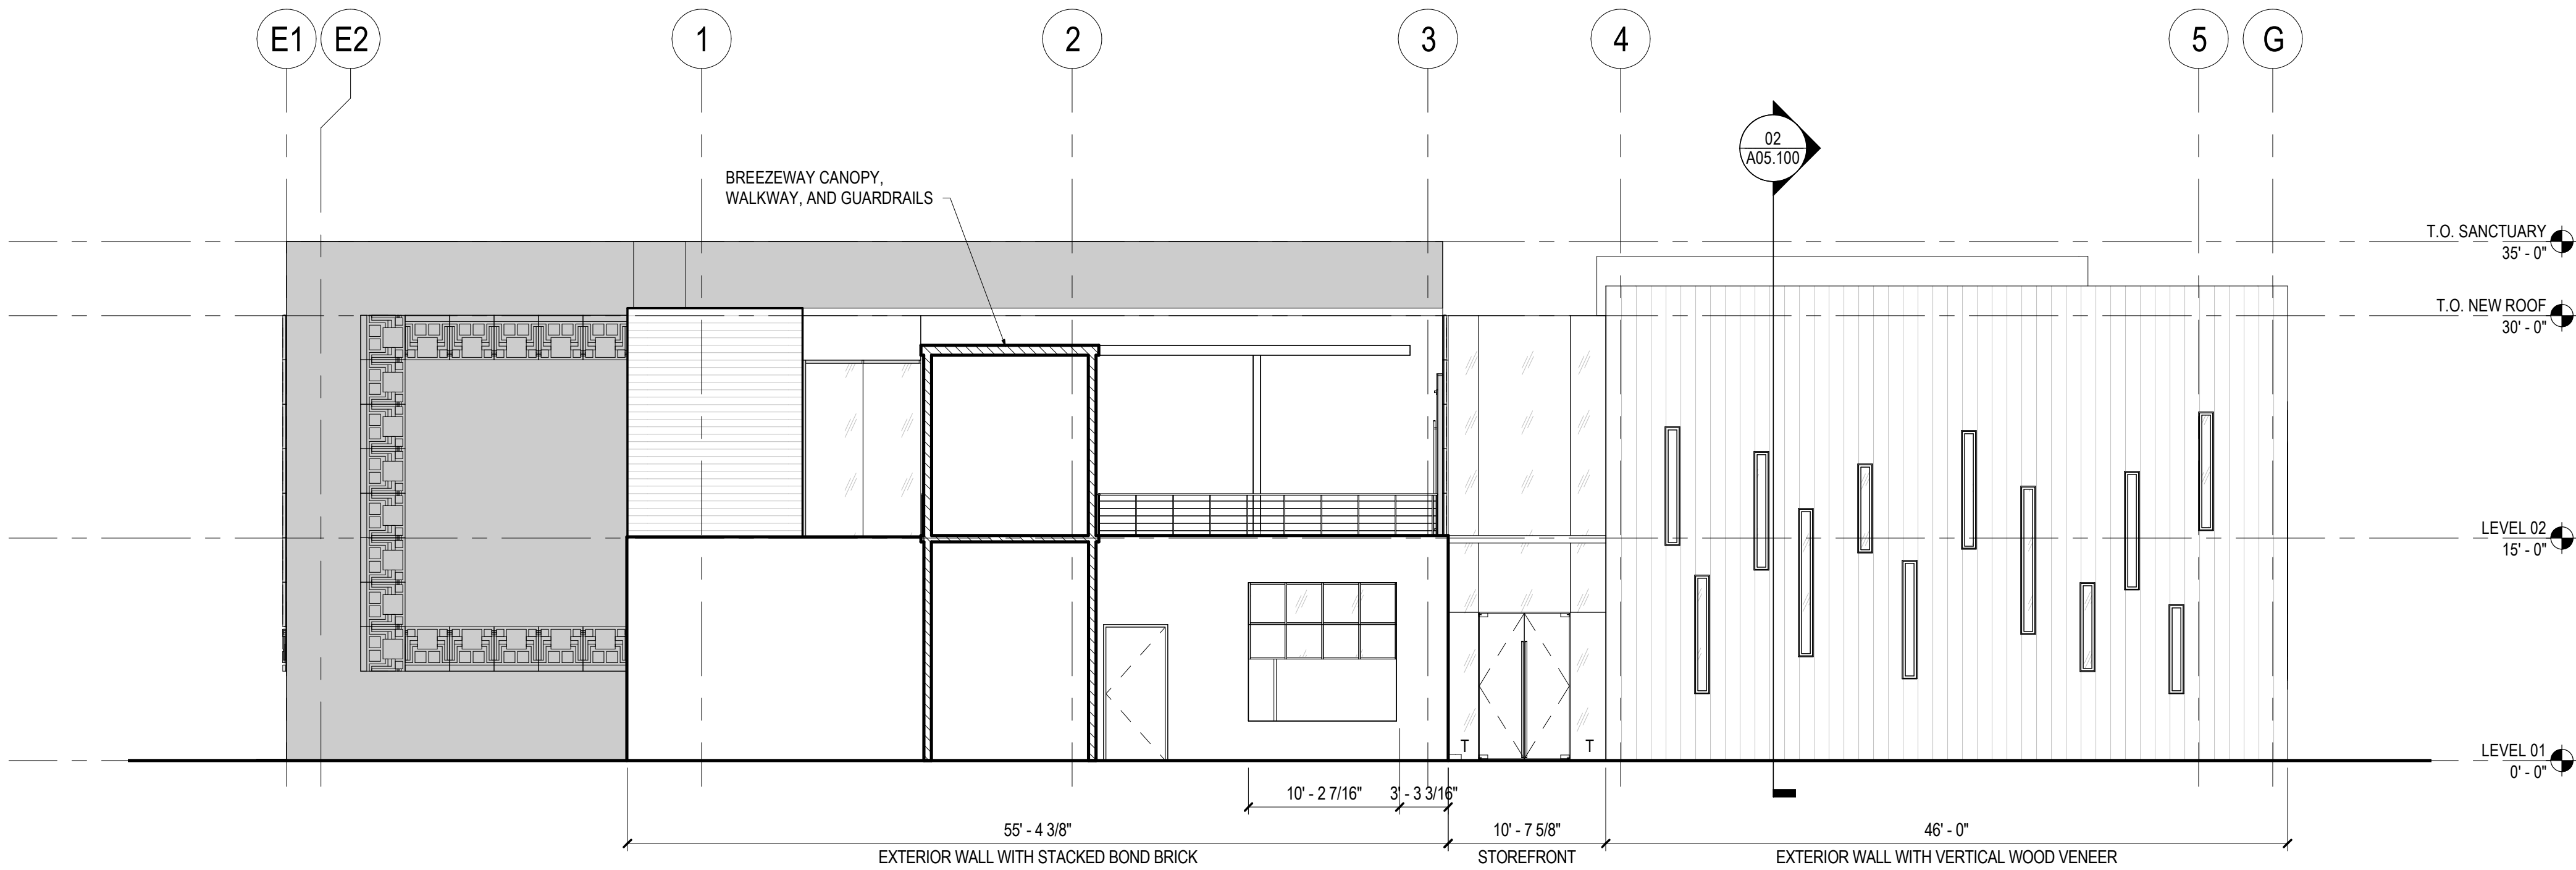 E1 E2 1 2 3 4 5 G
02
A05.100
BREEZEWAY CANOPY,
WALKWAY, AND GUARDRAILS
T.O. SANCTUARY
35' - 0"
T.O. NEW ROOF
30' - 0"
LEVEL 02
15' - 0"
T T
LEVEL 01
0' - 0"
10' - 2 7/16" 3' - 3 3/16"
55' - 4 3/8" 10' - 7 5/8" 46' - 0"
EXTERIOR WALL WITH STACKED BOND BRICK STOREFRONT EXTERIOR WALL WITH VERTICAL WOOD VENEER